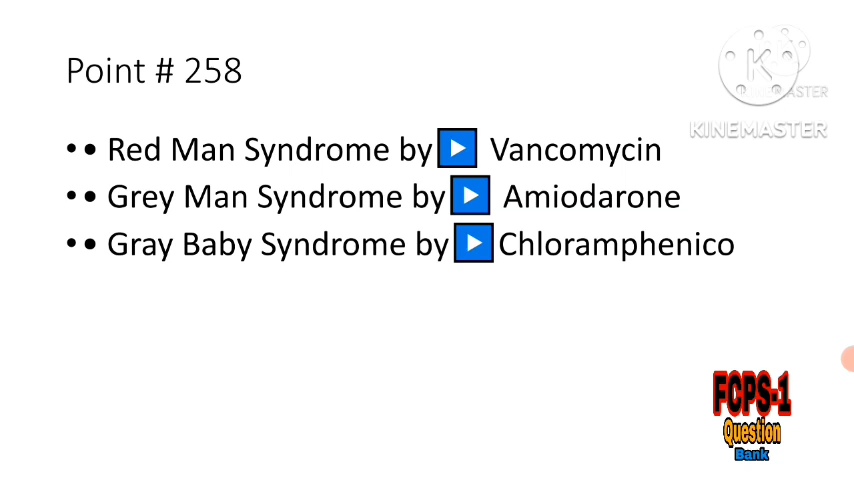 Point # 258
•• Red Man Syndrome by ▶ Vancomycin
•• Grey Man Syndrome by ▶ Amiodarone
•• Gray Baby Syndrome by ▶ Chloramphenico
KINEMASTER
FCPS-1
Question
Bank